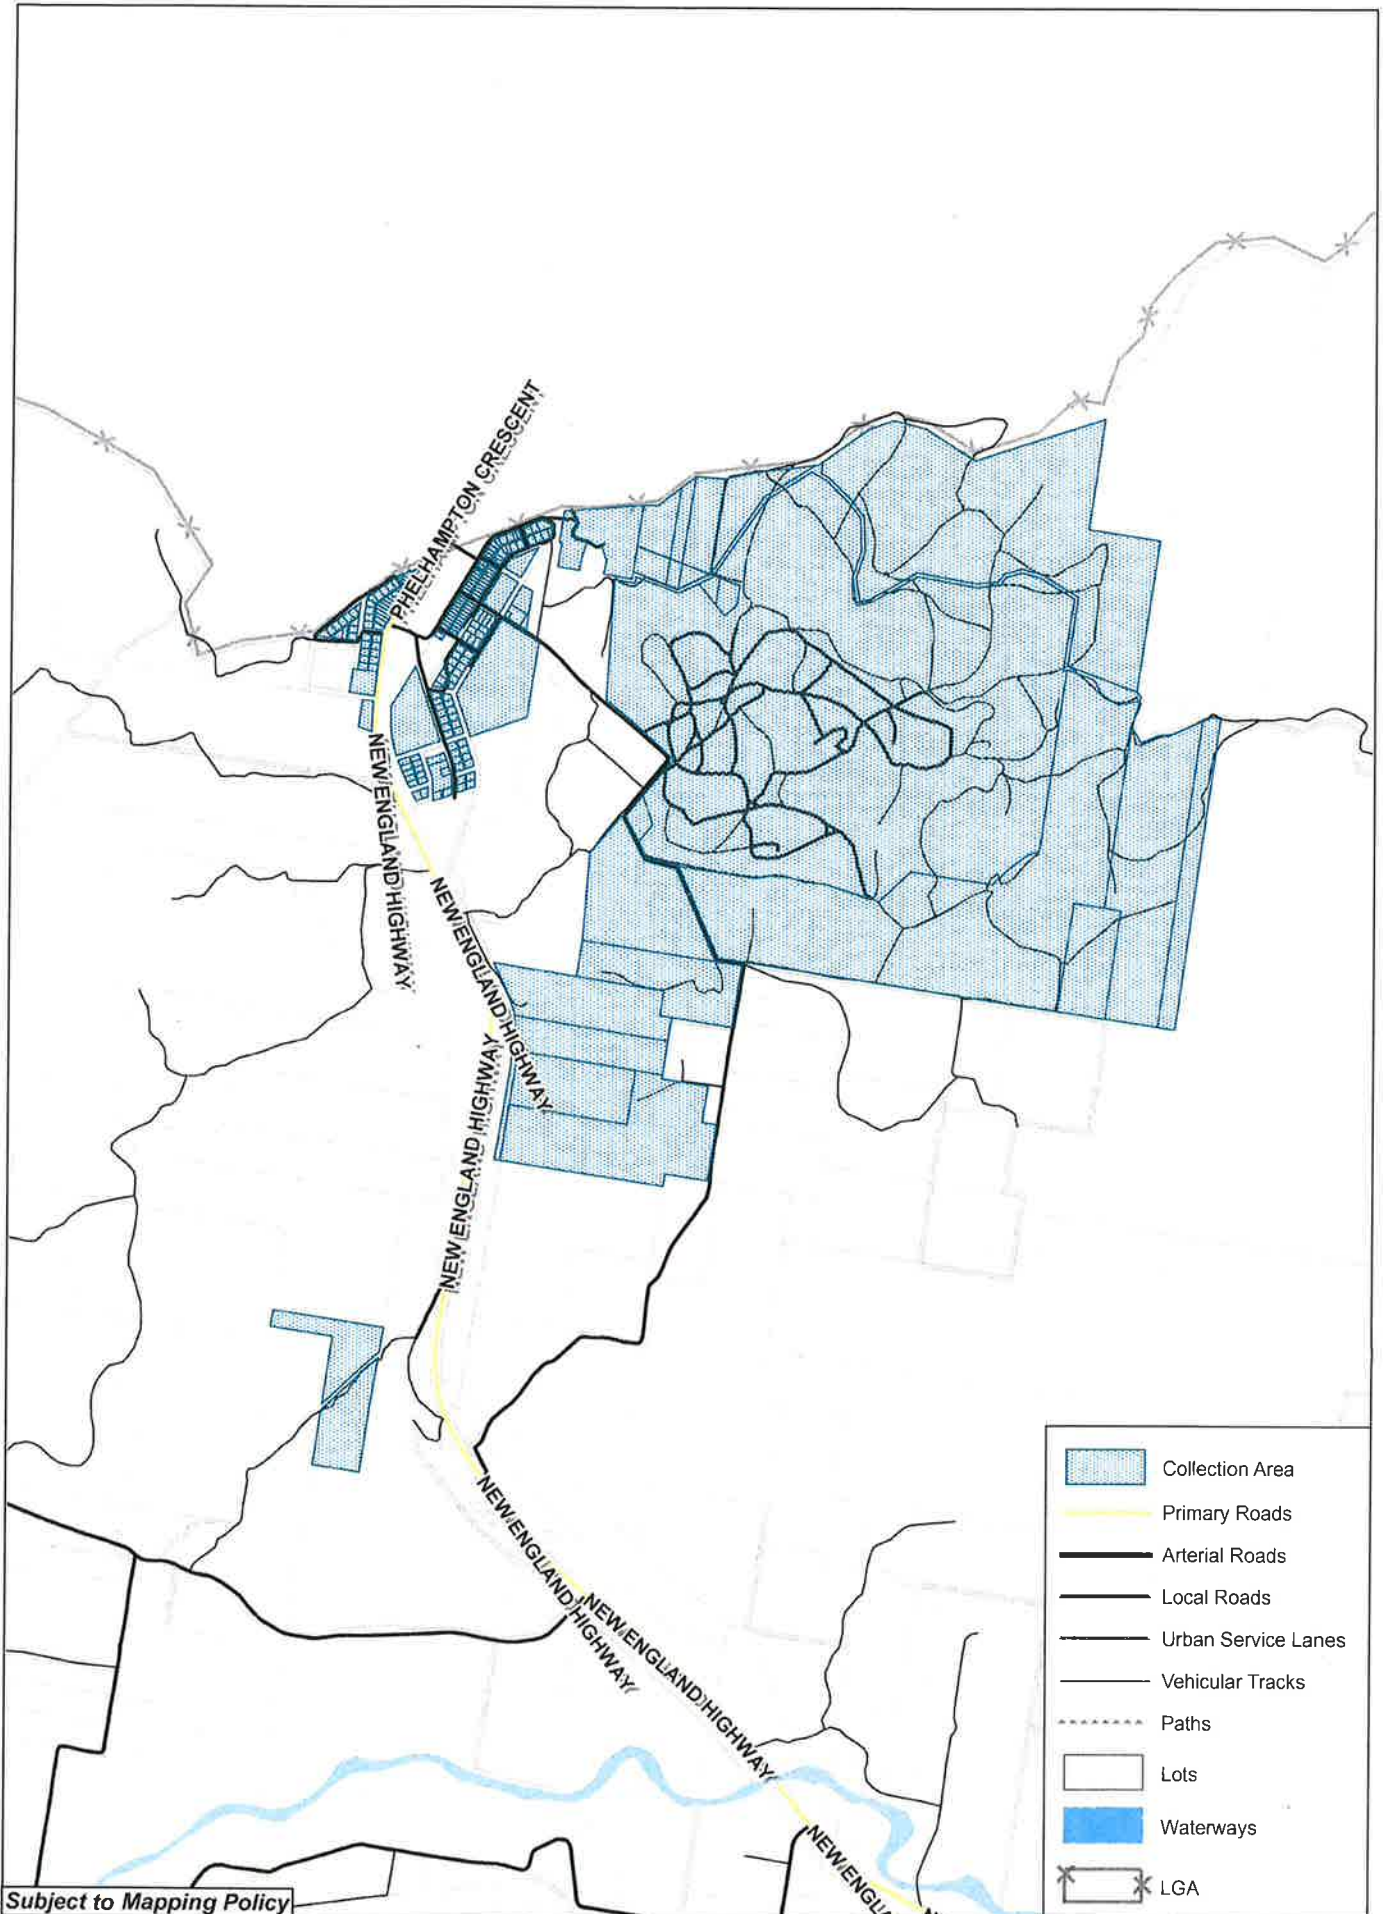 PHELHAMPTON CRESCENT
NEW ENGLAND HIGHWAY
NEW ENGLAND HIGHWAY
NEW ENGLAND HIGHWAY
NEW ENGLAND HIGHWAY
NEW ENGLAND HIGHWAY
NEW ENGLA
Collection Area
Primary Roads
Arterial Roads
Local Roads
Urban Service Lanes
Vehicular Tracks
Paths
Lots
Waterways
LGA
Subject to Mapping Policy